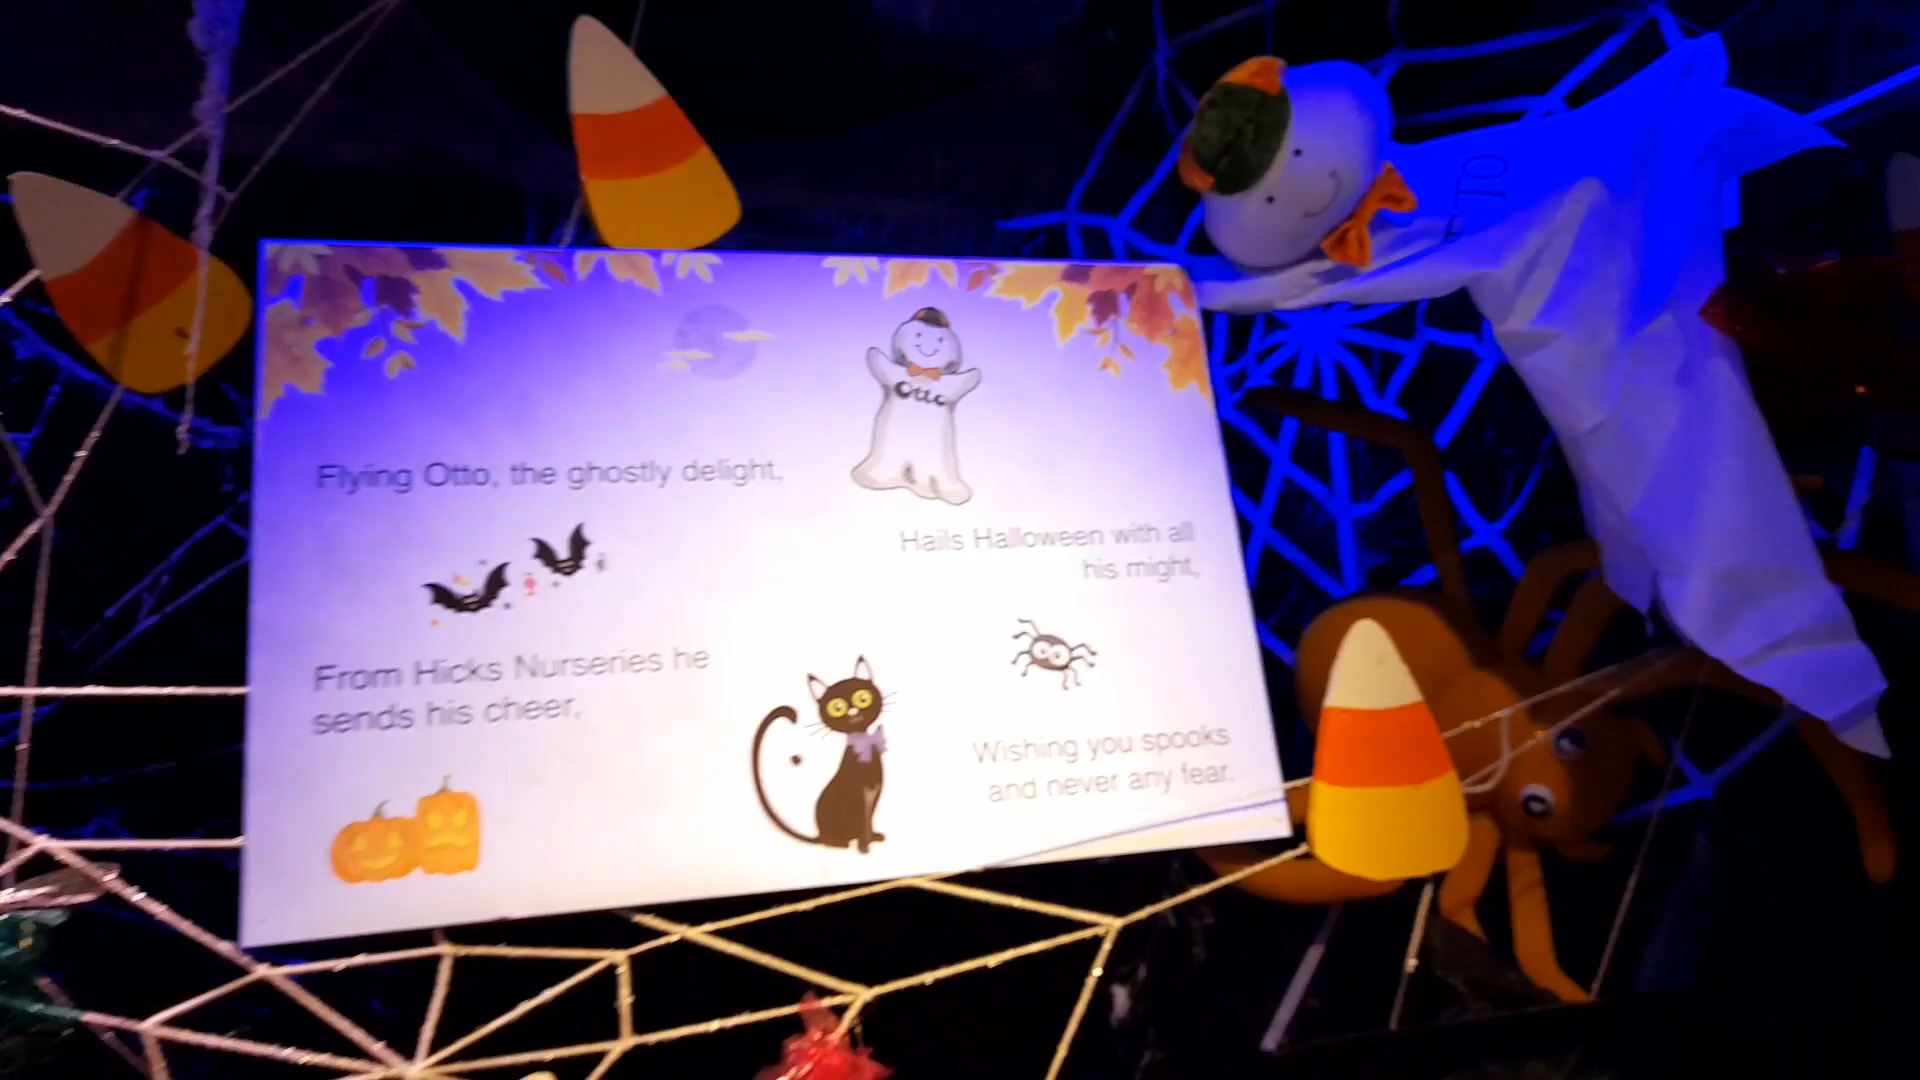 Flying Otto, the ghostly delight,
Otto
Hails Halloween with all
his might,
From Hicks Nurseries he
sends his cheer,
Wishing you spooks
and never any fear.